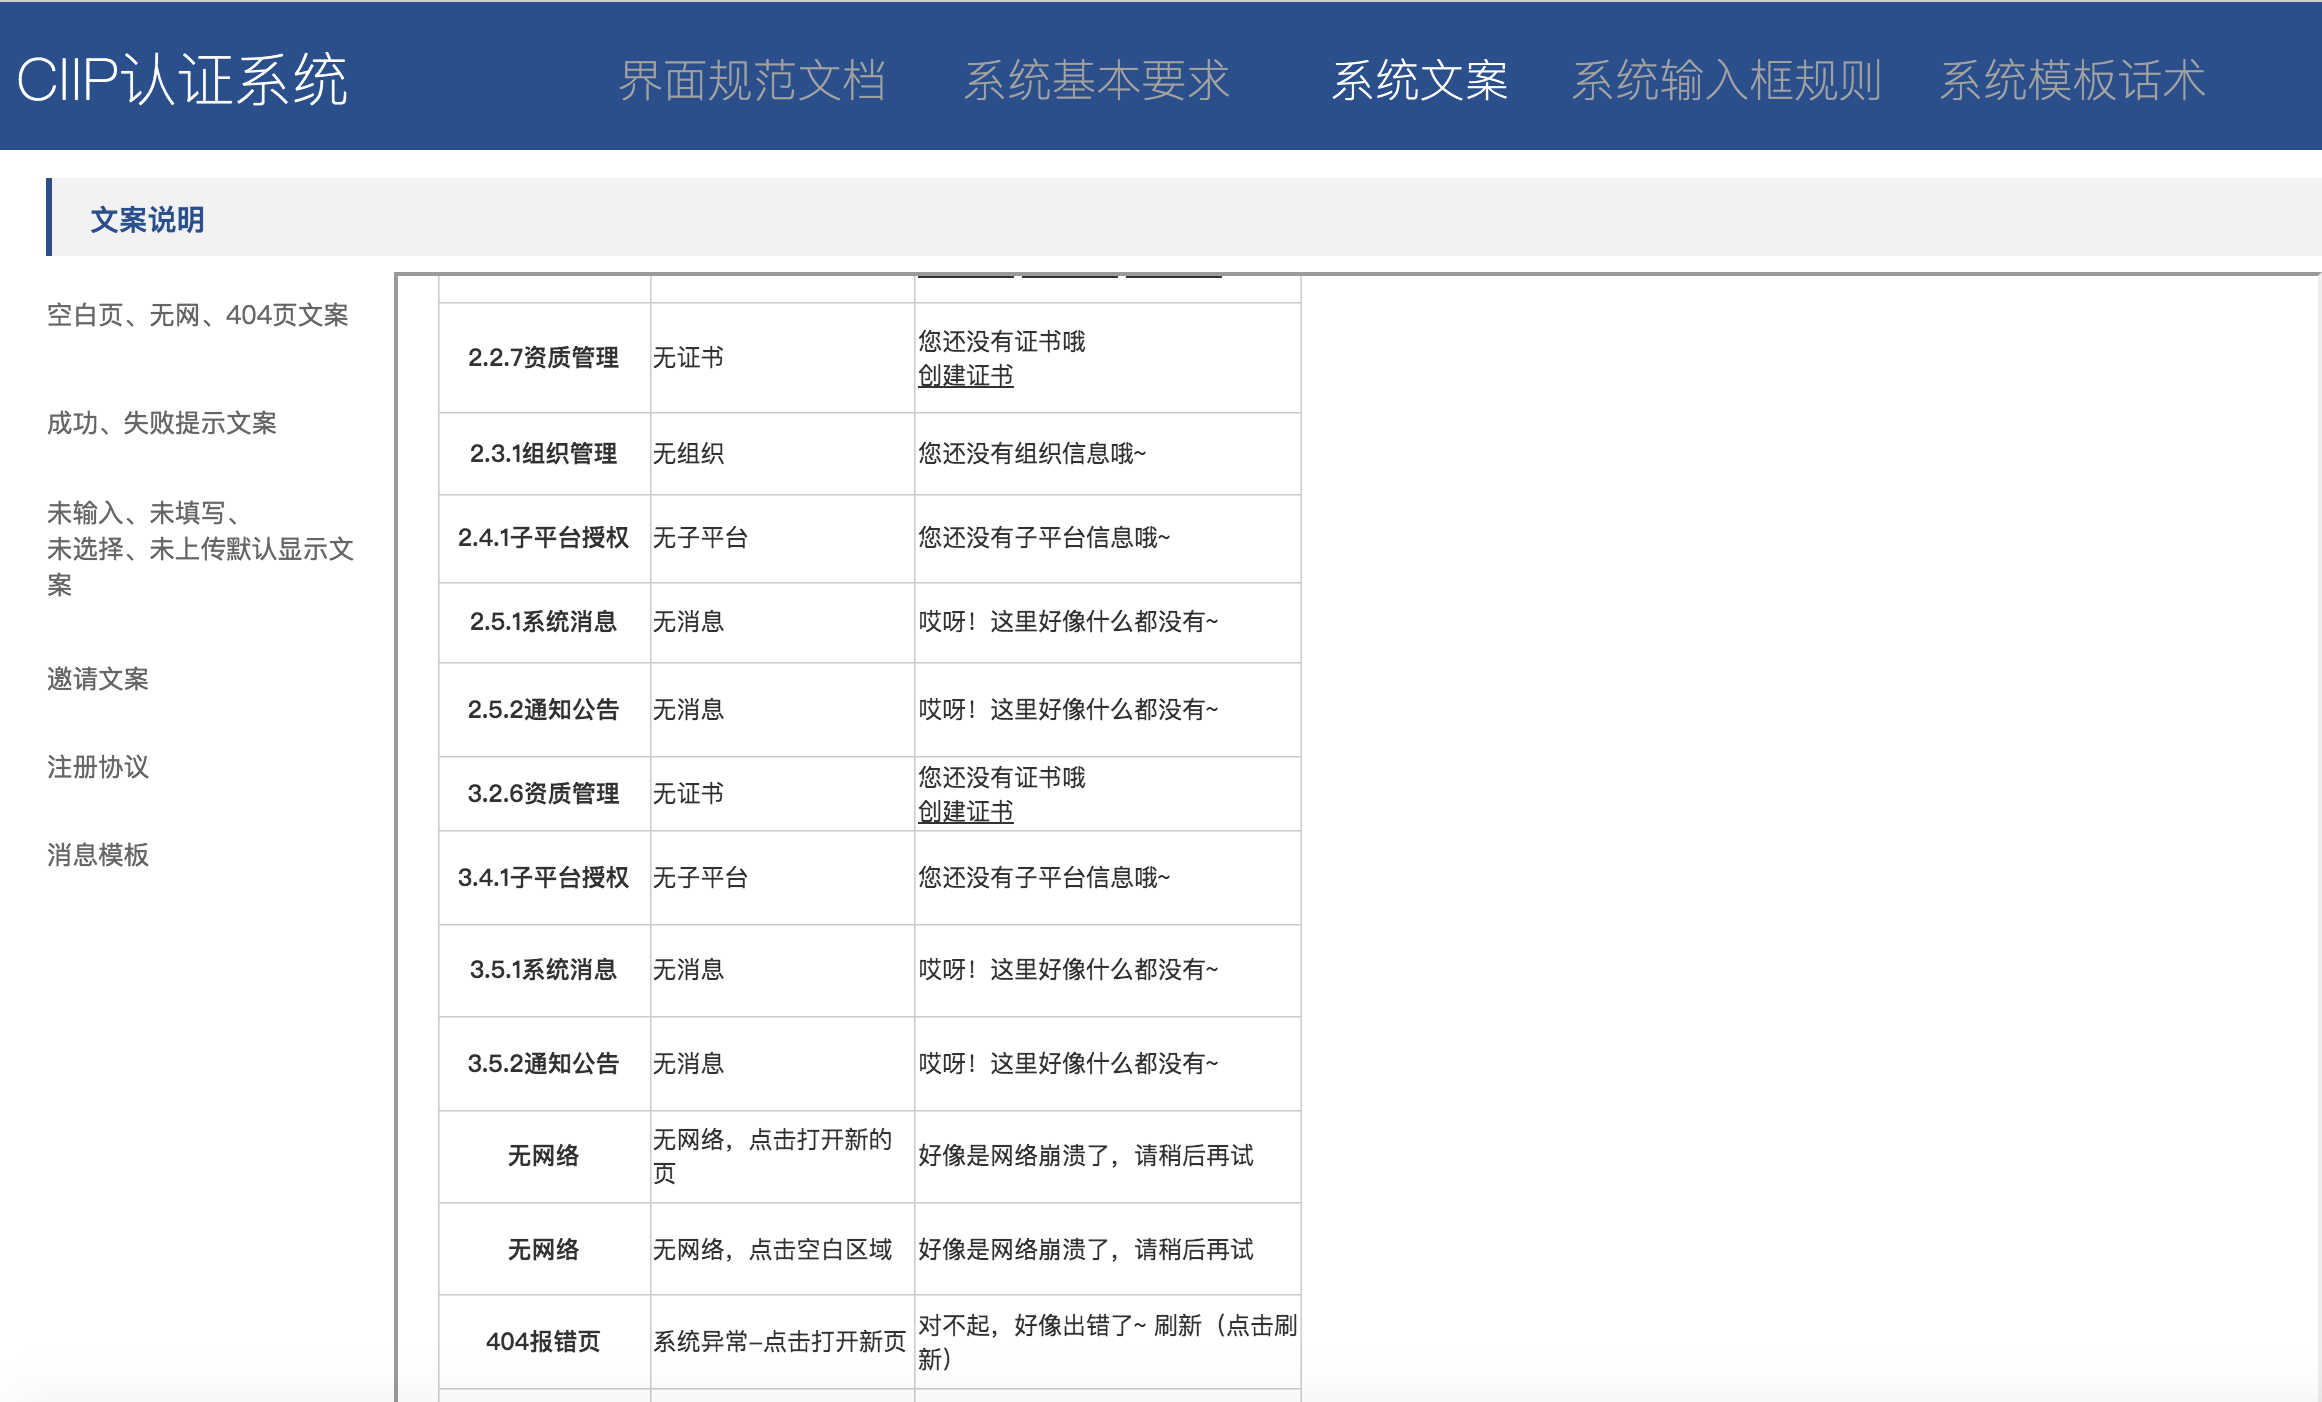 CIIP认证系统
界面规范文档
系统基本要求
系统文案
系统输入框规则
系统模板话术
文案说明
空白页、无网、404页文案
成功、失败提示文案
未输入、未填写、
未选择、未上传默认显示文
案
邀请文案
注册协议
消息模板
2.2.7资质管理
无证书
您还没有证书哦
创建证书
2.3.1组织管理
无组织
您还没有组织信息哦~
2.4.1子平台授权
无子平台
您还没有子平台信息哦~
2.5.1系统消息
无消息
哎呀！这里好像什么都没有~
2.5.2通知公告
无消息
哎呀！这里好像什么都没有~
3.2.6资质管理
无证书
您还没有证书哦
创建证书
3.4.1子平台授权
无子平台
您还没有子平台信息哦~
3.5.1系统消息
无消息
哎呀！这里好像什么都没有~
3.5.2通知公告
无消息
哎呀！这里好像什么都没有~
无网络
无网络，点击打开新的
页
好像是网络崩溃了，请稍后再试
无网络
无网络，点击空白区域
好像是网络崩溃了，请稍后再试
404报错页
系统异常–点击打开新页
对不起，好像出错了~ 刷新（点击刷
新）